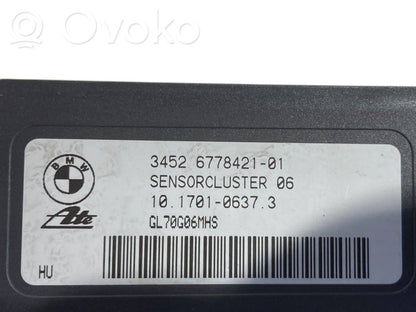 Ovoko
BMW
3452 6778421-01
SENSORCLUSTER 06
Ate
10.1701-0637.3
GL70G06MHS
HU